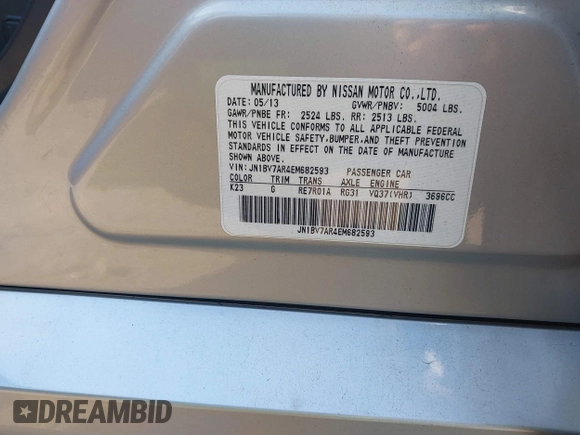 MANUFACTURED BY NISSAN MOTOR CO.,LTD.
DATE: 05/13 GVWR/PNBV: 5004 LBS.
GAWR/PNBE FR: 2524 LBS. RR: 2513 LBS.
THIS VEHICLE CONFORMS TO ALL APPLICABLE FEDERAL
MOTOR VEHICLE SAFETY, BUMPER, AND THEFT PREVENTION
STANDARDS IN EFFECT ON THE DATE OF MANUFACTURE
SHOWN ABOVE.
VIN: JN1BV7AR4EM682593 PASSENGER CAR
COLOR TRIM TRANS AXLE ENGINE
K23 G RE7R01A RG31 VQ37(VHR) 3696CC
JN1BV7AR4EM682593
DREAMBID